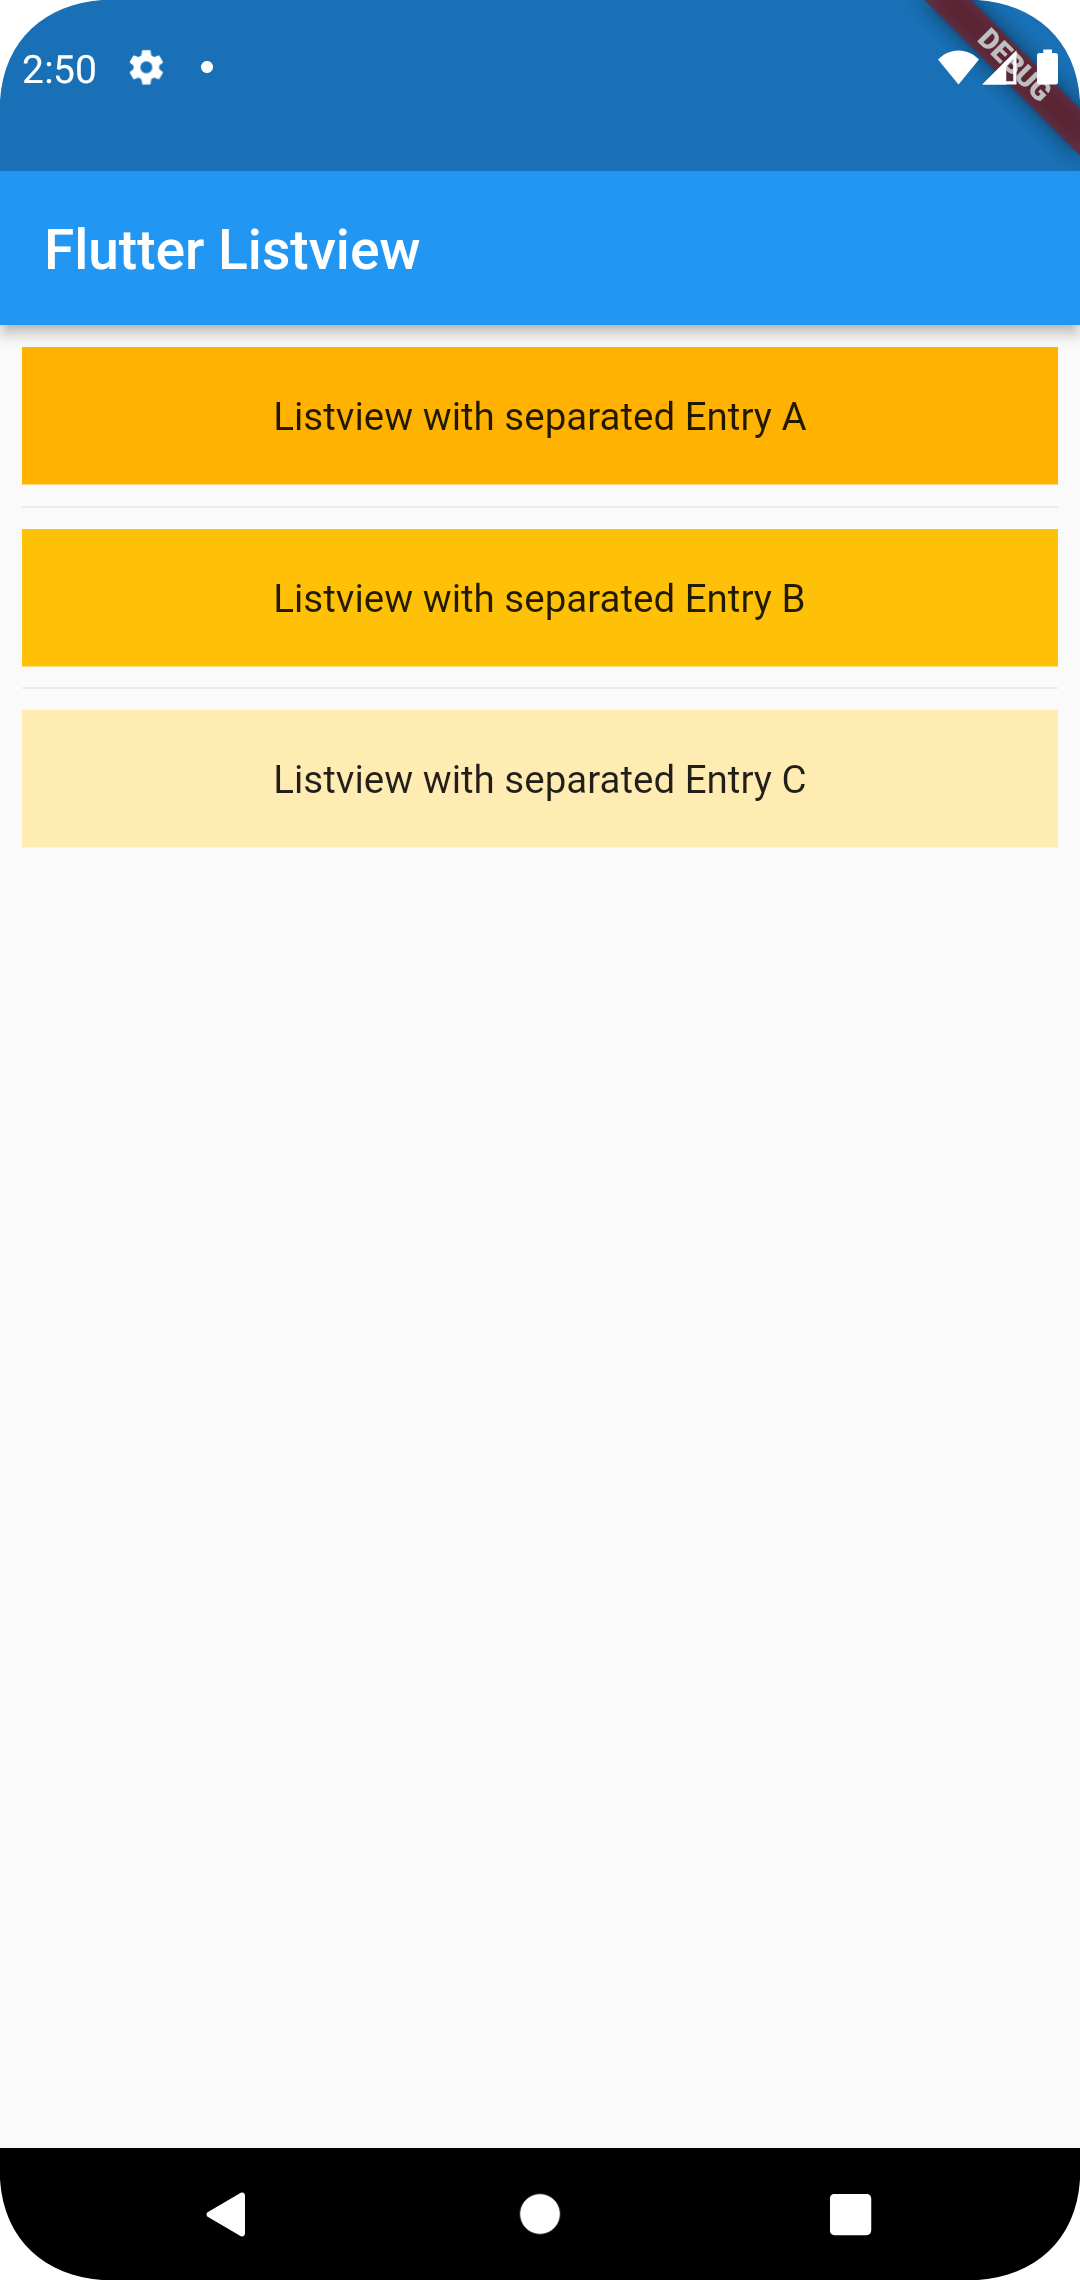 2:50
DEBUG
Flutter Listview
Listview with separated Entry A
Listview with separated Entry B
Listview with separated Entry C